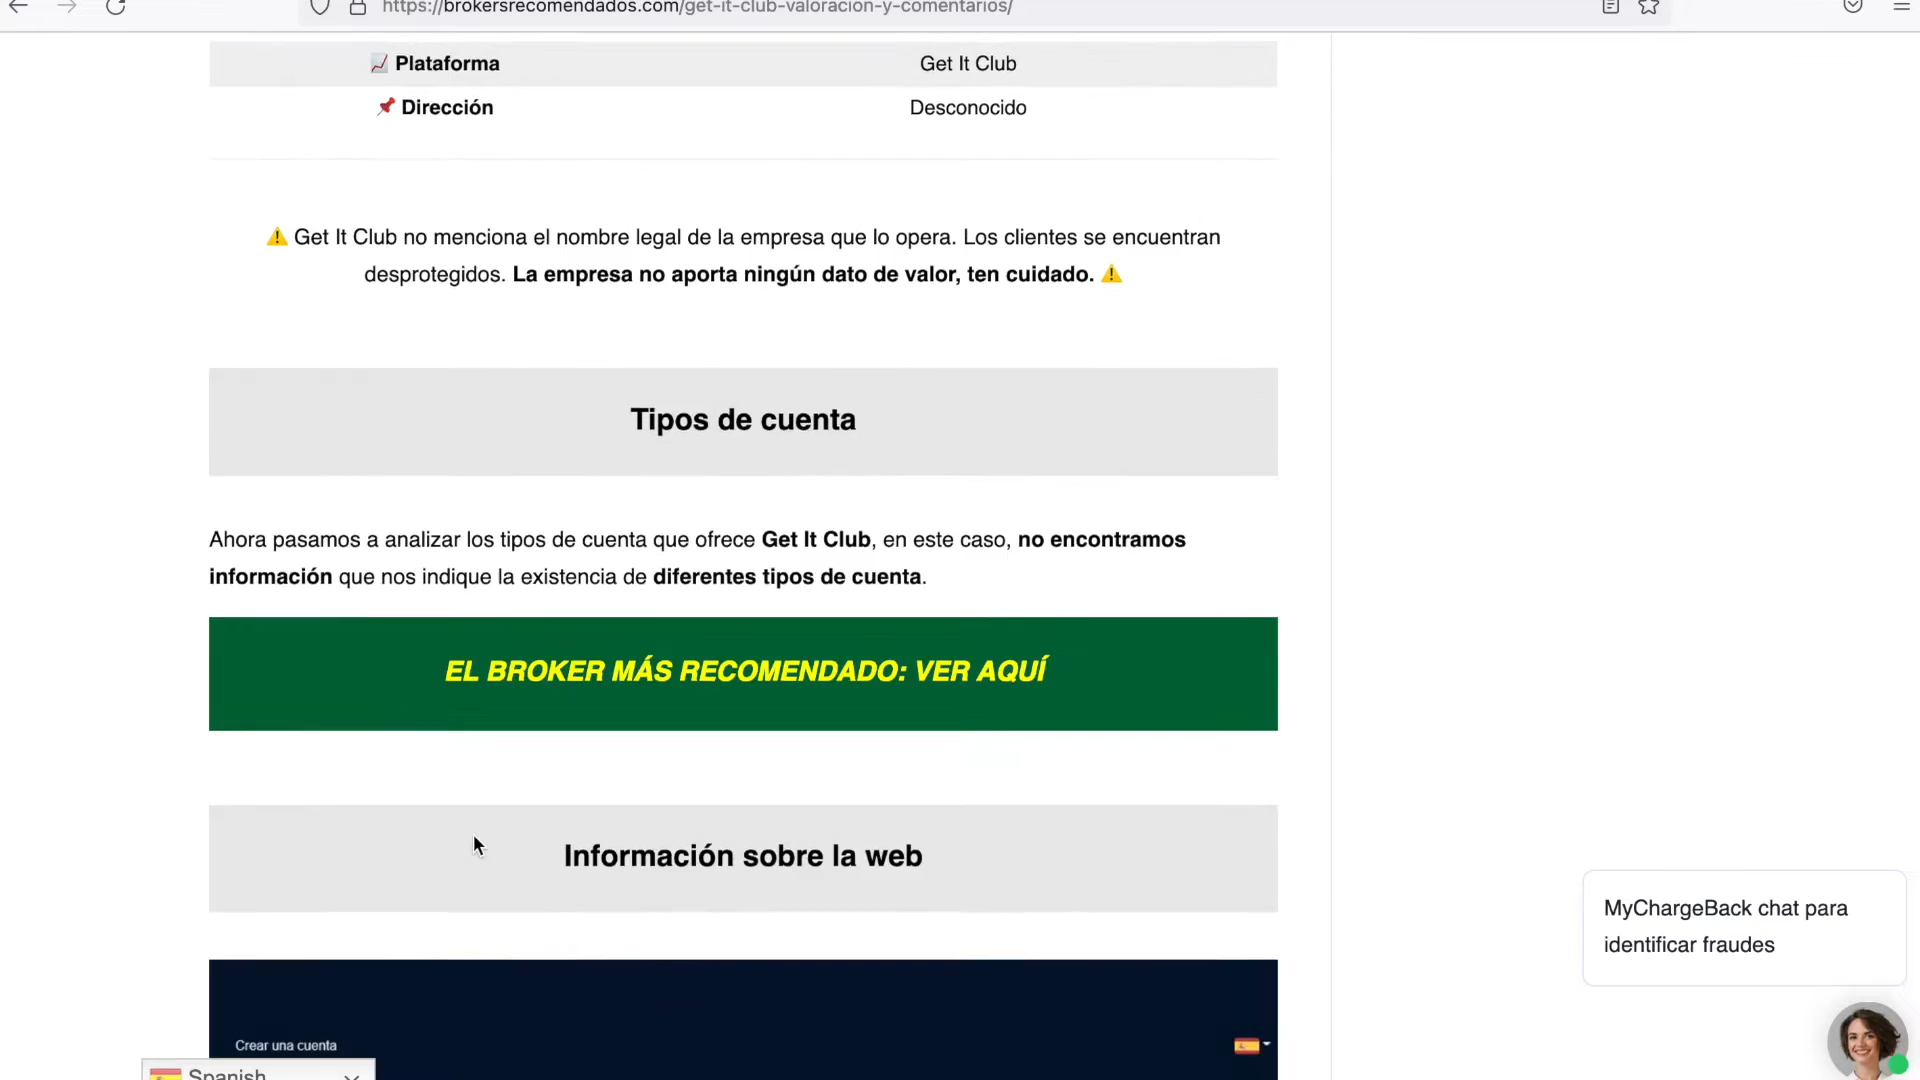 https://brokersrecomendados.com/get-it-club-valoracion-y-comentarios/
Plataforma Get It Club
Dirección Desconocido
Get It Club no menciona el nombre legal de la empresa que lo opera. Los clientes se encuentran
desprotegidos. La empresa no aporta ningún dato de valor, ten cuidado.
Tipos de cuenta
Ahora pasamos a analizar los tipos de cuenta que ofrece Get It Club, en este caso, no encontramos
información que nos indique la existencia de diferentes tipos de cuenta.
EL BROKER MÁS RECOMENDADO: VER AQUÍ
Información sobre la web
MyChargeBack chat para
identificar fraudes
Crear una cuenta
Spanish